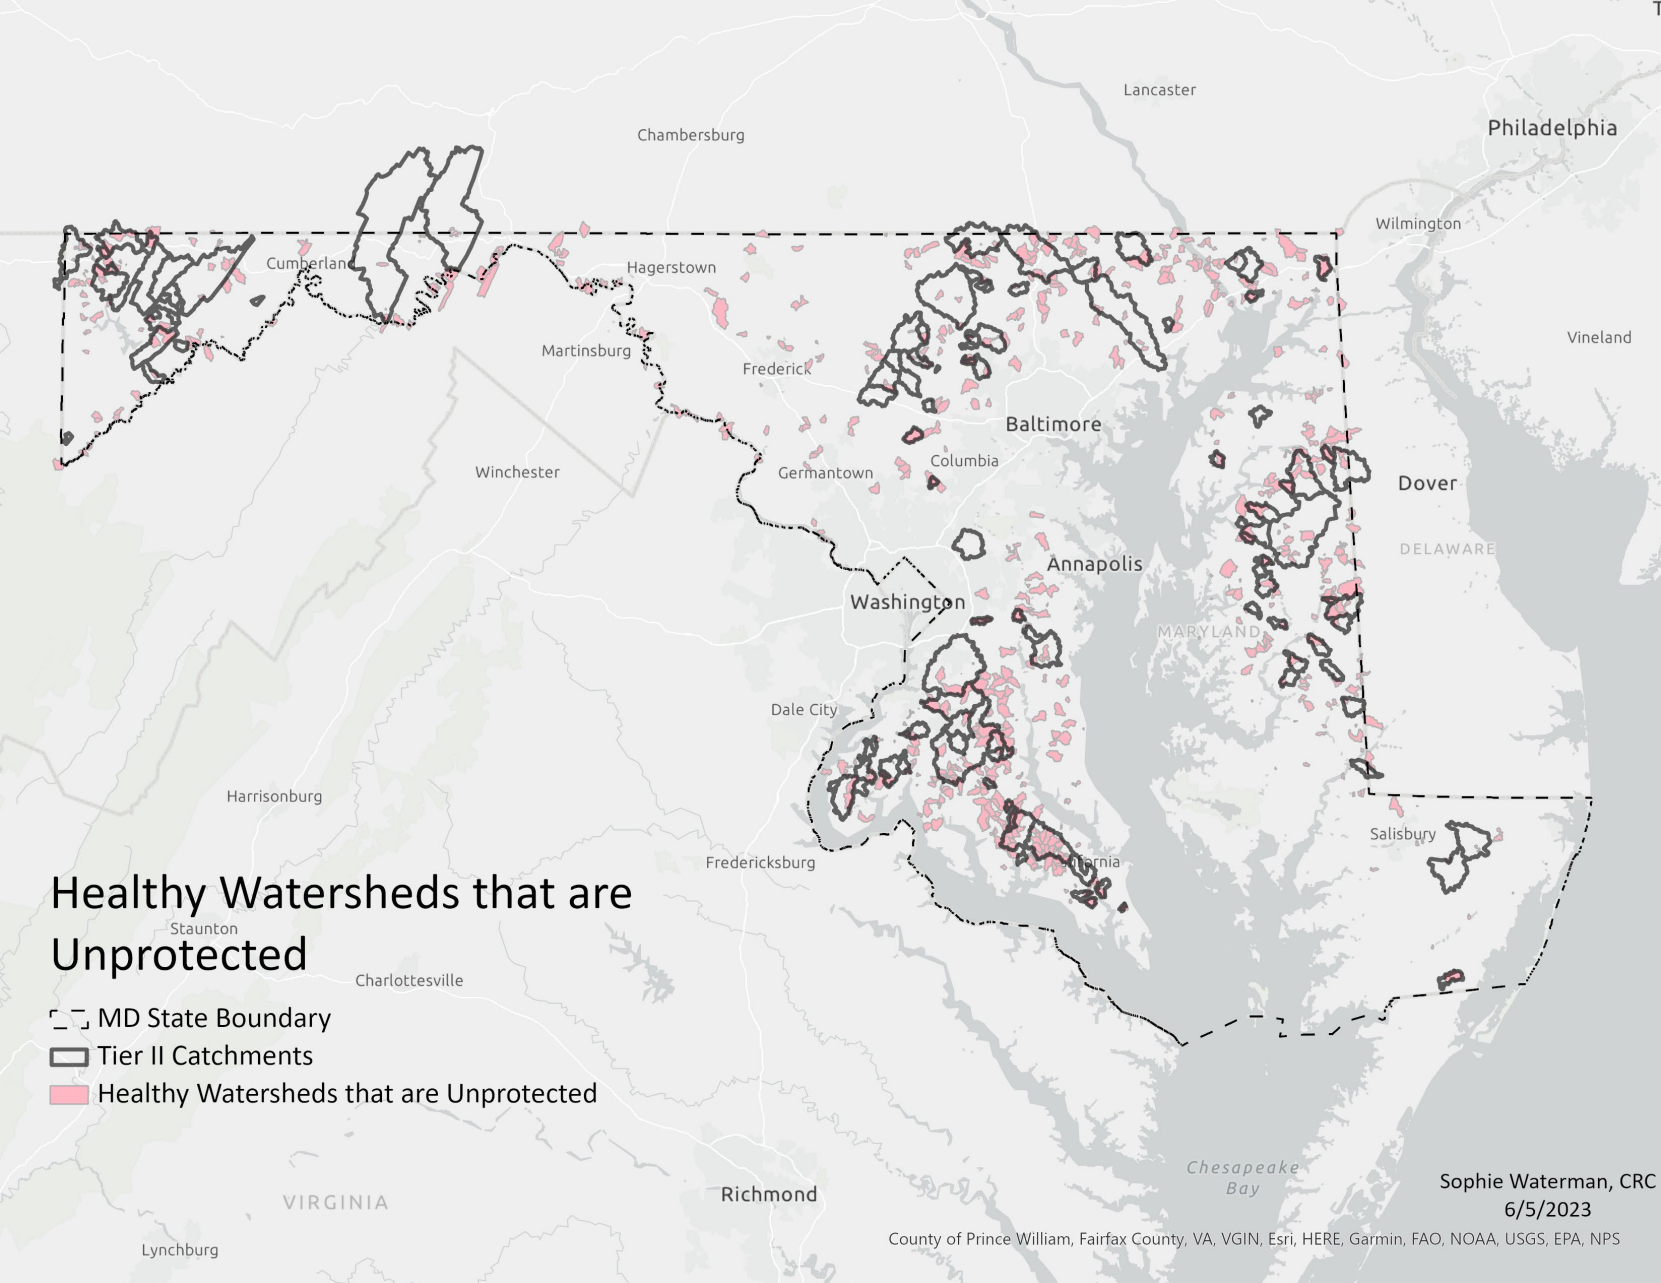 T
Lancaster
Philadelphia
Chambersburg
Wilmington
Cumberland
Hagerstown
Vineland
Martinsburg
Frederick
Baltimore
Columbia
Winchester
Germantown
Dover
DELAWARE
Annapolis
Washington
MARYLAND
Dale City
Harrisonburg
Salisbury
Fredericksburg
Healthy Watersheds that are
Unprotected
Staunton
Charlottesville
MD State Boundary
Tier II Catchments
Healthy Watersheds that are Unprotected
Chesapeake
Bay
Sophie Waterman, CRC
6/5/2023
Richmond
VIRGINIA
County of Prince William, Fairfax County, VA, VGIN, Esri, HERE, Garmin, FAO, NOAA, USGS, EPA, NPS
Lynchburg